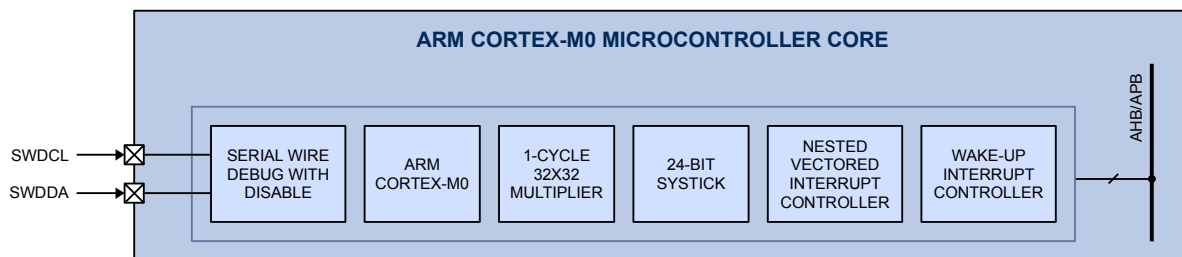 ARM CORTEX-M0 MICROCONTROLLER CORE
AHB/APB
SWDCL
SWDDA
SERIAL WIRE
DEBUG WITH
DISABLE
ARM
CORTEX-M0
1-CYCLE
32X32
MULTIPLIER
24-BIT
SYSTICK
NESTED
VECTORED
INTERRUPT
CONTROLLER
WAKE-UP
INTERRUPT
CONTROLLER